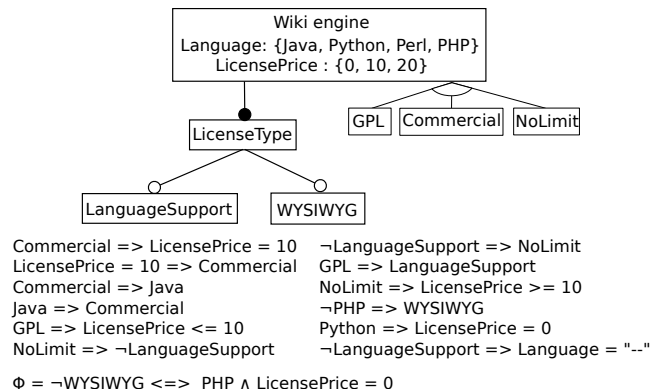 Wiki engine
Language: {Java, Python, Perl, PHP}
LicensePrice : {0, 10, 20}
GPL
Commercial
NoLimit
LicenseType
LanguageSupport
WYSIWYG
Commercial => LicensePrice = 10
LicensePrice = 10 => Commercial
Commercial => Java
Java => Commercial
GPL => LicensePrice <= 10
NoLimit => ¬LanguageSupport
¬LanguageSupport => NoLimit
GPL => LanguageSupport
NoLimit => LicensePrice >= 10
¬PHP => WYSIWYG
Python => LicensePrice = 0
¬LanguageSupport => Language = "--"
Φ = ¬WYSIWYG <=> PHP ∧ LicensePrice = 0